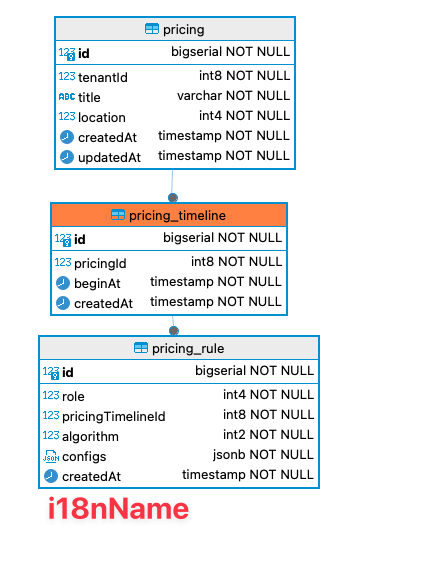 pricing
123 id bigserial NOT NULL
123 tenantId int8 NOT NULL
ABC title varchar NOT NULL
123 location int4 NOT NULL
createdAt timestamp NOT NULL
updatedAt timestamp NOT NULL
pricing_timeline
123 id bigserial NOT NULL
123 pricingId int8 NOT NULL
beginAt timestamp NOT NULL
createdAt timestamp NOT NULL
pricing_rule
123 id bigserial NOT NULL
123 role int4 NOT NULL
123 pricingTimelineId int8 NOT NULL
123 algorithm int2 NOT NULL
JSON configs jsonb NOT NULL
createdAt timestamp NOT NULL
i18nName